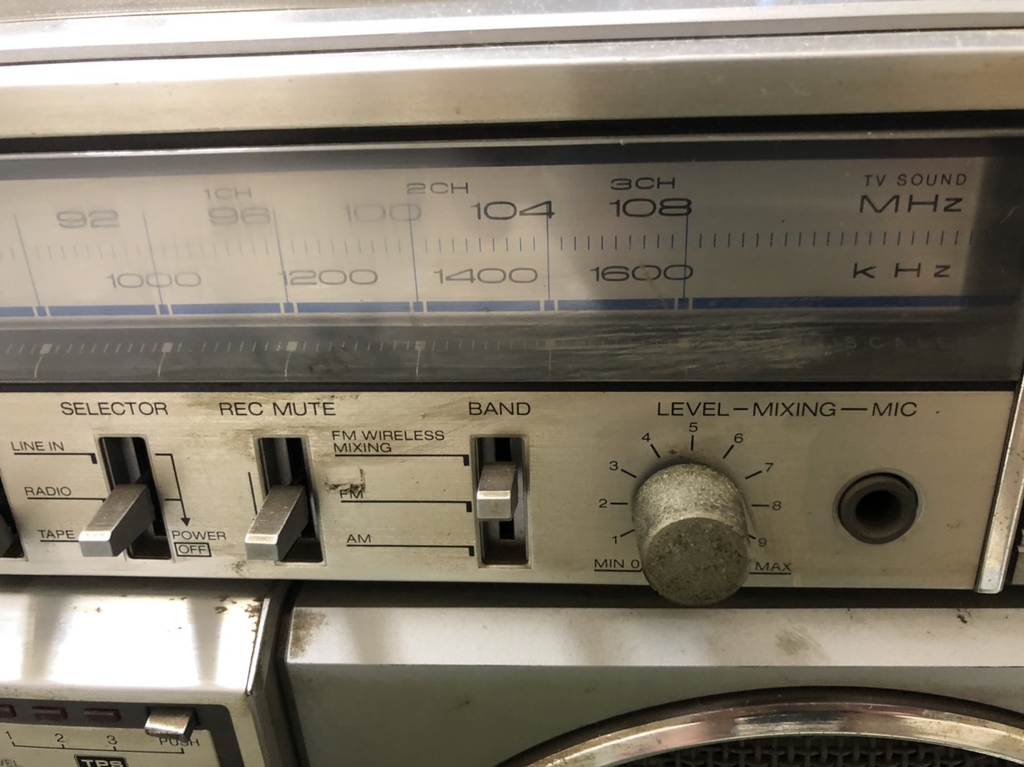 1CH 2CH 3CH TV SOUND
92 96 100 104 108 MHz
1000 1200 1400 1600 kHz
SELECTOR REC MUTE BAND LEVEL-MIXING-MIC
LINE IN
RADIO
TAPE
POWER
OFF
FM WIRELESS
MIXING
FM
AM
MIN 0 1 2 3 4 5 6 7 8 9 MAX
1 2 3 PUSH
TPS